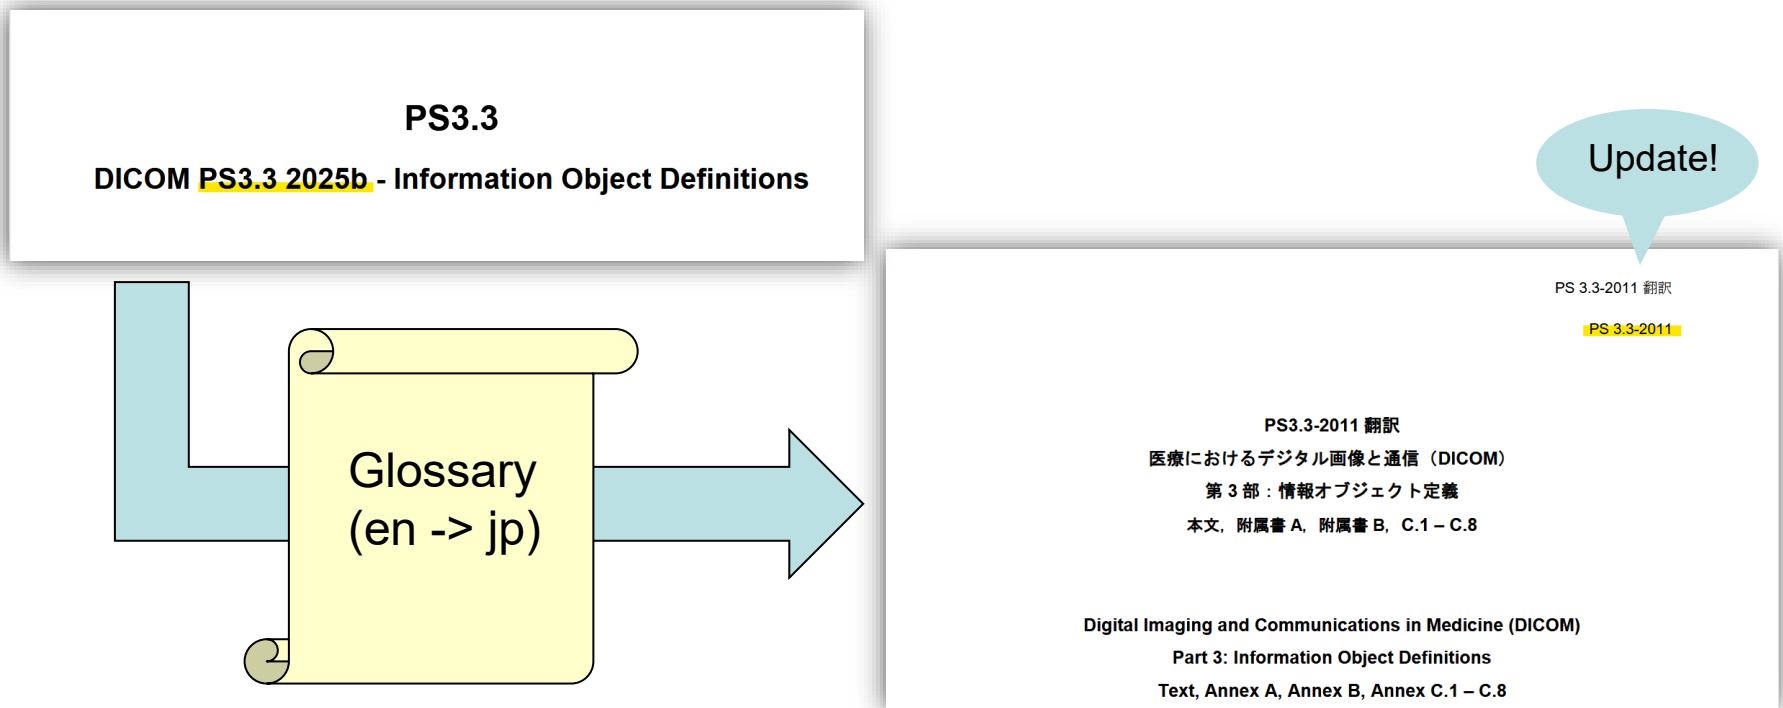 PS3.3
DICOM PS3.3 2025b - Information Object Definitions
Update!
Glossary
(en -> jp)
PS 3.3-2011 翻訳
PS 3.3-2011
PS3.3-2011 翻訳
医療におけるデジタル画像と通信（DICOM）
第 3 部：情報オブジェクト定義
本文，附属書 A，附属書 B，C.1 – C.8
Digital Imaging and Communications in Medicine (DICOM)
Part 3: Information Object Definitions
Text, Annex A, Annex B, Annex C.1 – C.8